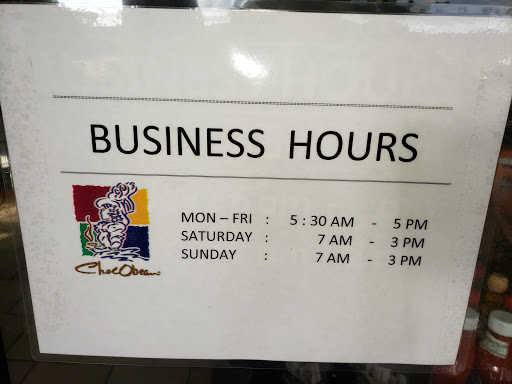 BUSINESS HOURS
MON – FRI : 5 : 30 AM - 5 PM
SATURDAY : 7 AM - 3 PM
SUNDAY : 7 AM - 3 PM
ChocObean